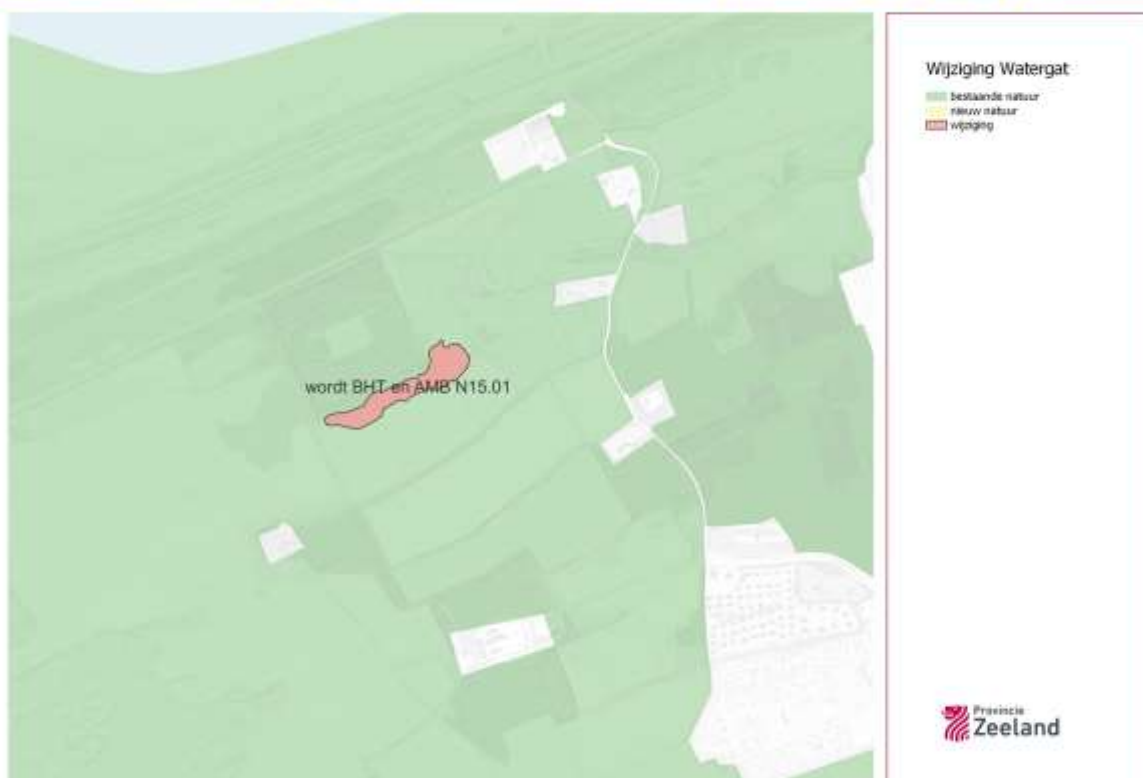 wordt BHT en AMB N15.01
Wijziging Watergat
bestaande natuur
nieuw natuur
wijziging
Provincie
Zeeland